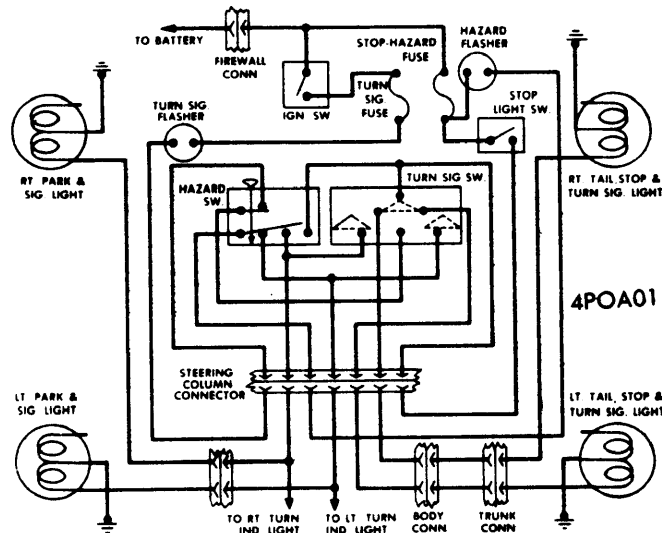 TO BATTERY
FIREWALL
CONN
STOP-HAZARD
FUSE
HAZARD
FLASHER
IGN SW.
TURN
SIG.
FUSE
STOP
LIGHT SW.
TURN SIG
FLASHER
RT PARK &
SIG. LIGHT
HAZARD
SW.
TURN SIG SW.
RT. TAIL STOP &
TURN SIG. LIGHT
4POA01
STEERING
COLUMN
CONNECTOR
LT PARK &
SIG. LIGHT
LT TAIL, STOP &
TURN SIG. LIGHT
TO RT TURN
IND LIGHT
TO LT TURN
IND. LIGHT
BODY
CONN
TRUNK
CONN